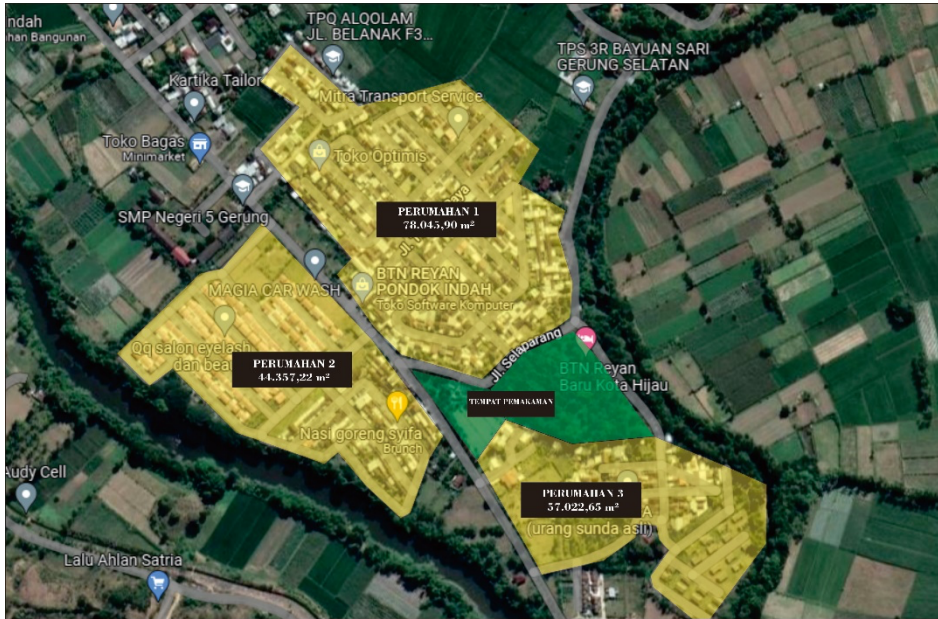 ndah
han Bangunan
TPQ ALQOLAM
JL. BELANAK F3...
TPS 3R BAYUAN SARI
GERUNG SELATAN
Kartika Tailor
Mitra Transport Service
Toko Bagas
Minimarket
Toko Optimis
SMP Negeri 5 Gerung
PERUMAHAN 1
78.045,90 m²
MAGIA CAR WASH
BTN REYAN
PONDOK INDAH
Toko Software Komputer
Qq salon eyelash
dan bea
PERUMAHAN 2
44.357,22 m²
Jl. Selaparang
BTN Reyan
Baru Kota Hijau
TEMPAT PEMAKAMAN
Nasi goreng syifa
Brunch
Audy Cell
PERUMAHAN 3
57.022,65 m²
A
(urang sunda asli)
Lalu Ahlan Satria